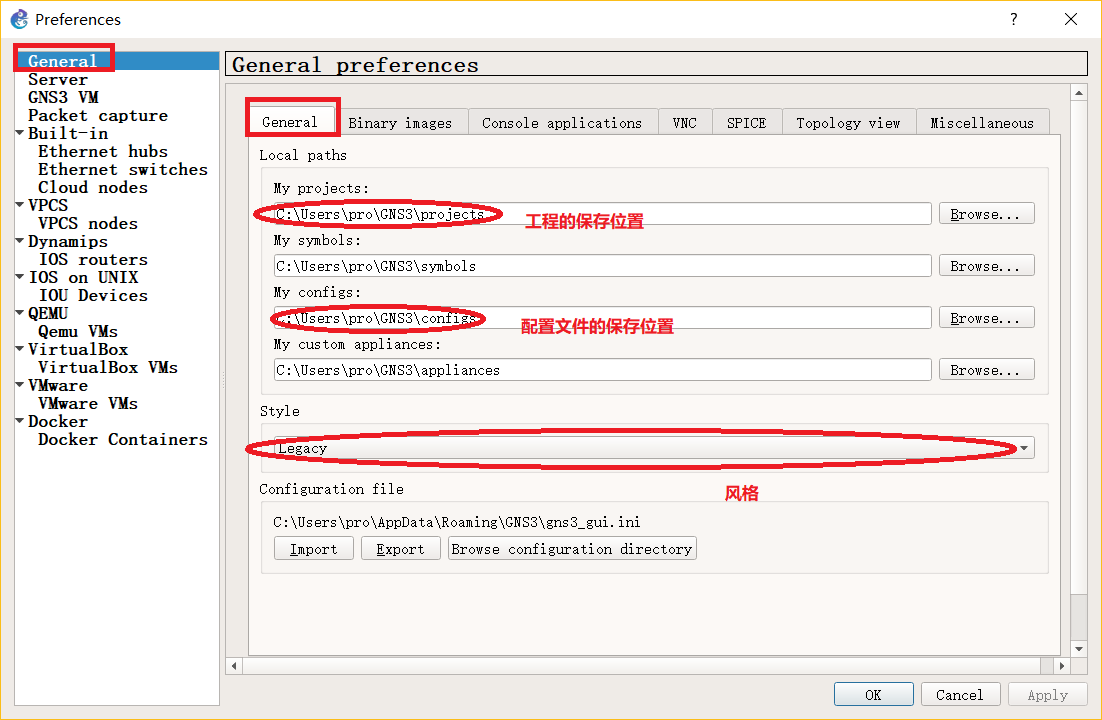 Preferences
?
General
Server
GNS3 VM
Packet capture
Built-in
Ethernet hubs
Ethernet switches
Cloud nodes
VPCS
VPCS nodes
Dynamips
IOS routers
IOS on UNIX
IOU Devices
QEMU
Qemu VMs
VirtualBox
VirtualBox VMs
VMware
VMware VMs
Docker
Docker Containers
General preferences
General Binary images Console applications VNC SPICE Topology view Miscellaneous
Local paths
My projects:
C:\Users\pro\GNS3\projects Browse...
工程的保存位置
My symbols:
C:\Users\pro\GNS3\symbols Browse...
My configs:
C:\Users\pro\GNS3\configs Browse...
配置文件的保存位置
My custom appliances:
C:\Users\pro\GNS3\appliances Browse...
Style
Legacy
风格
Configuration file
C:\Users\pro\AppData\Roaming\GNS3\gns3_gui.ini
Import Export Browse configuration directory
OK Cancel Apply